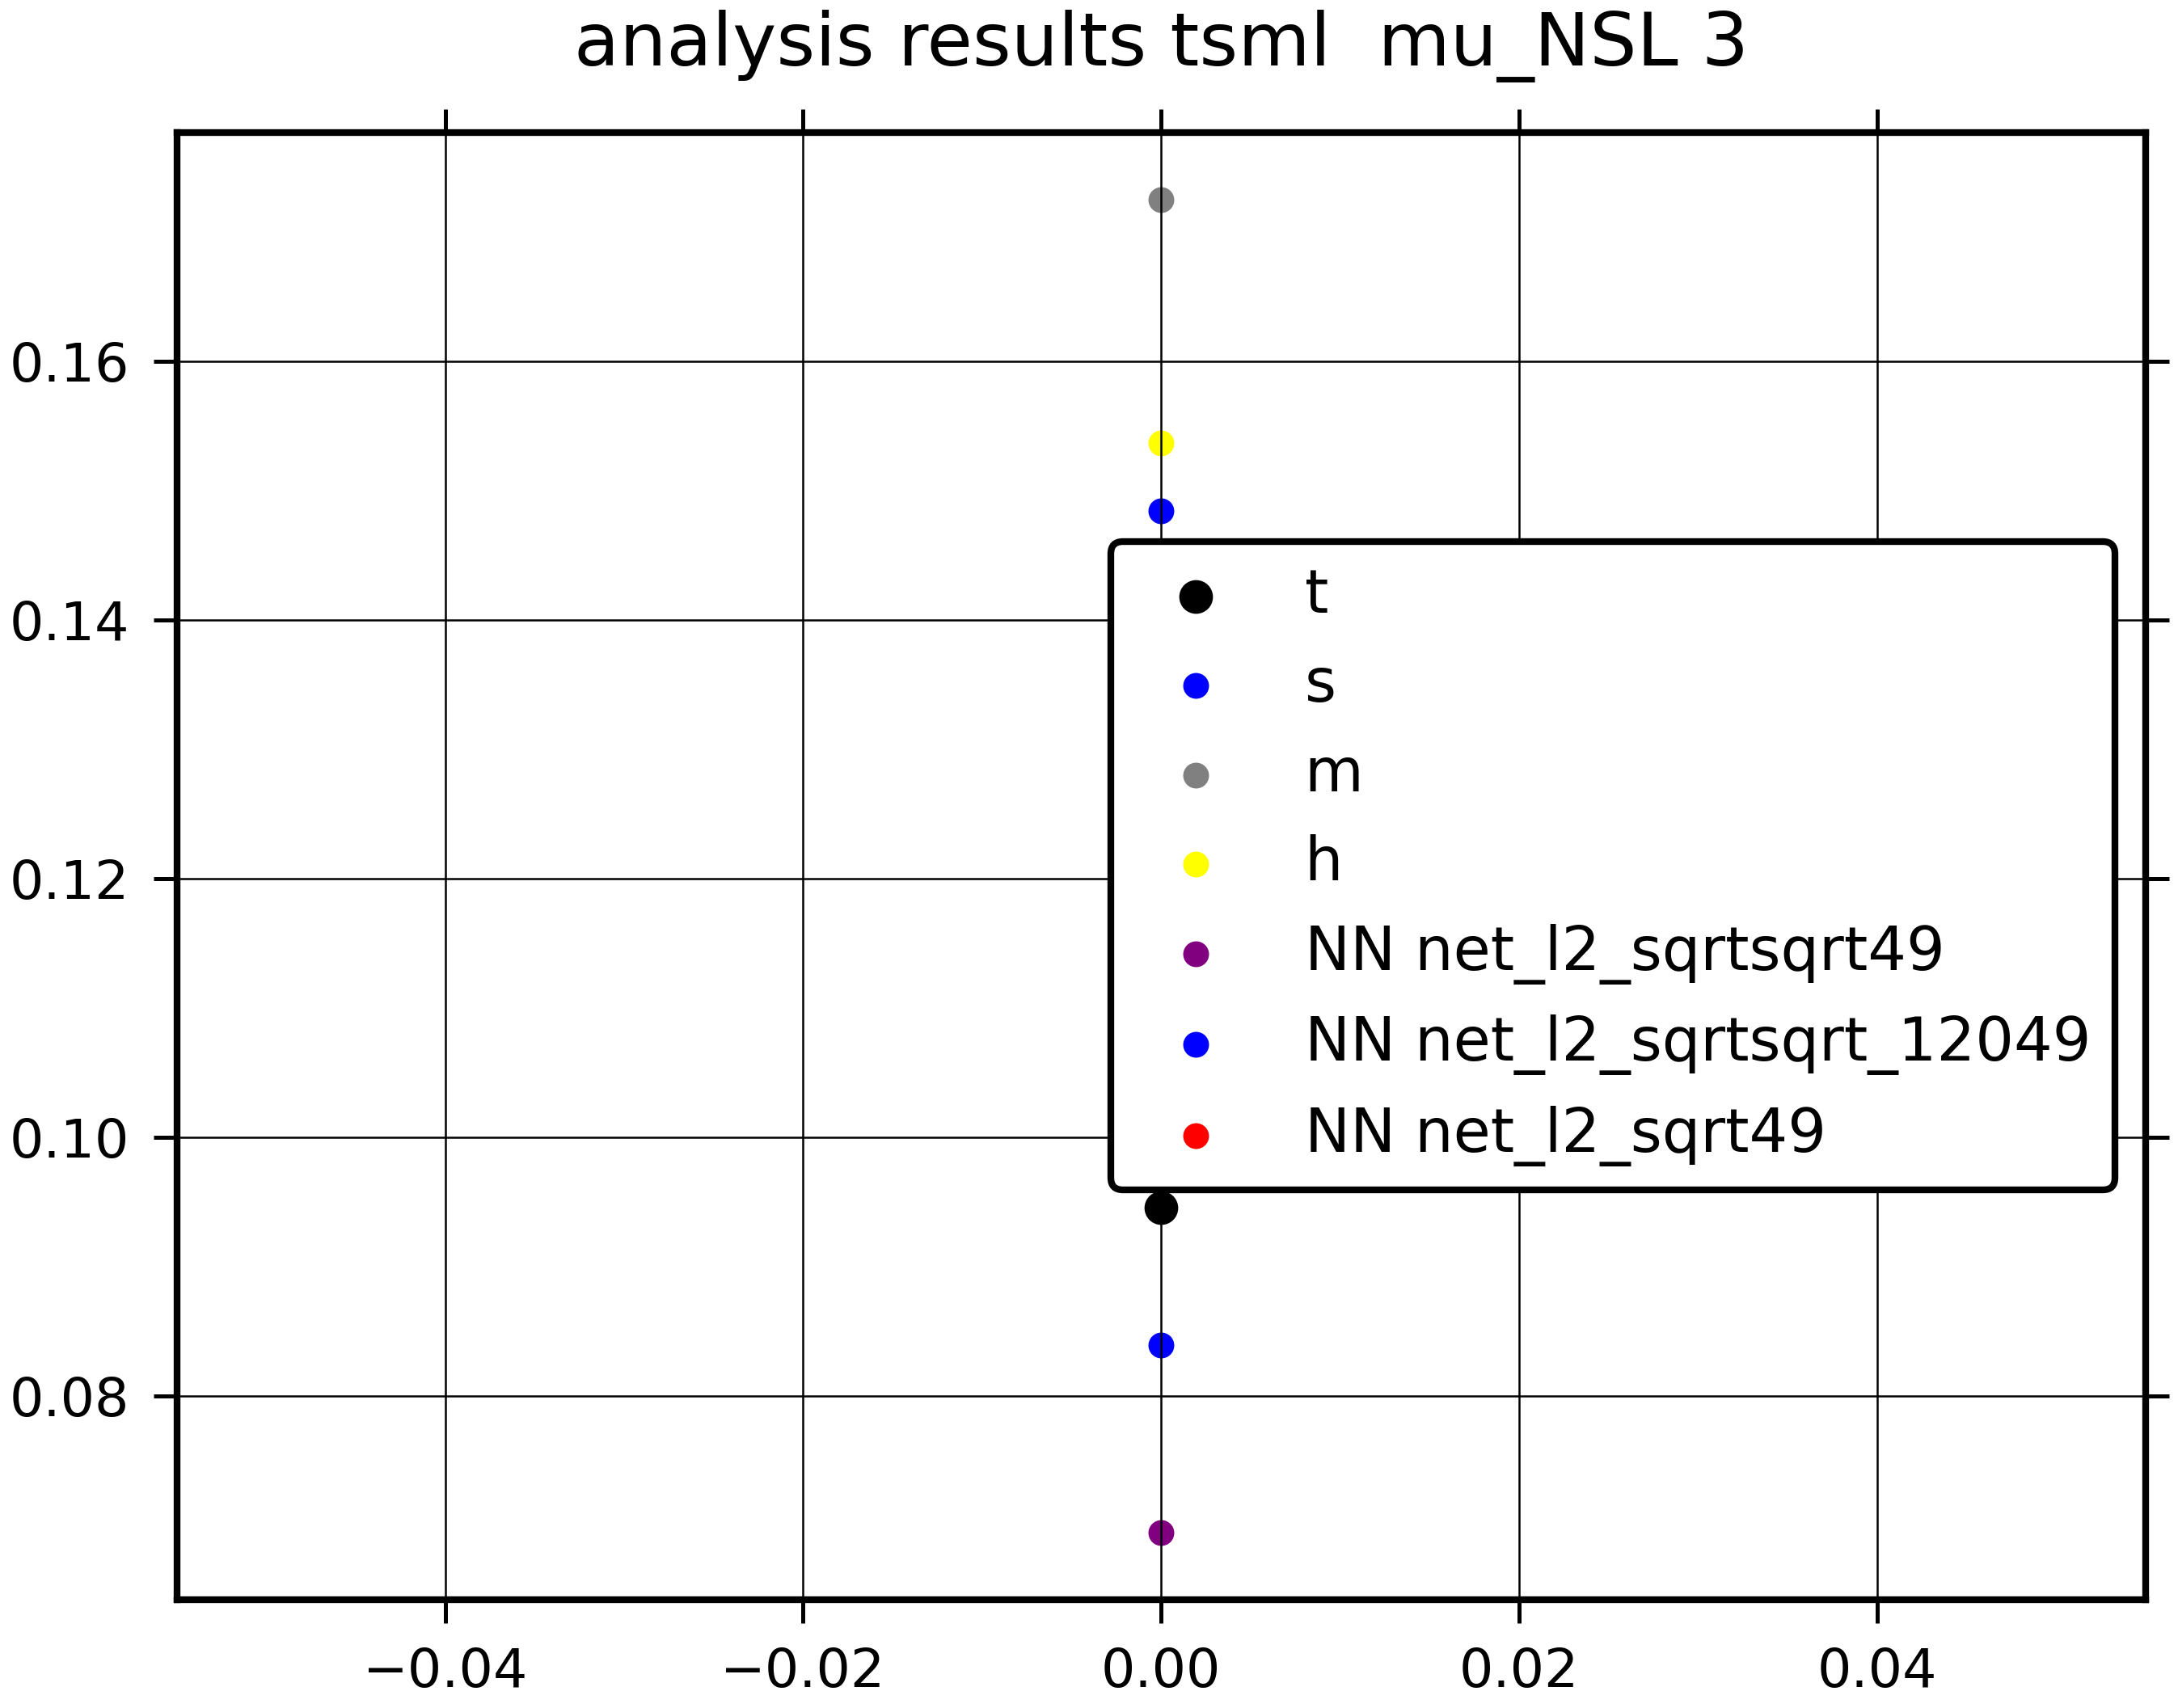 analysis results tsml  mu_NSL 3
0.16
0.14
0.12
0.10
0.08
t
s
m
h
NN net_l2_sqrtsqrt49
NN net_l2_sqrtsqrt_12049
NN net_l2_sqrt49
−0.04 −0.02 0.00 0.02 0.04